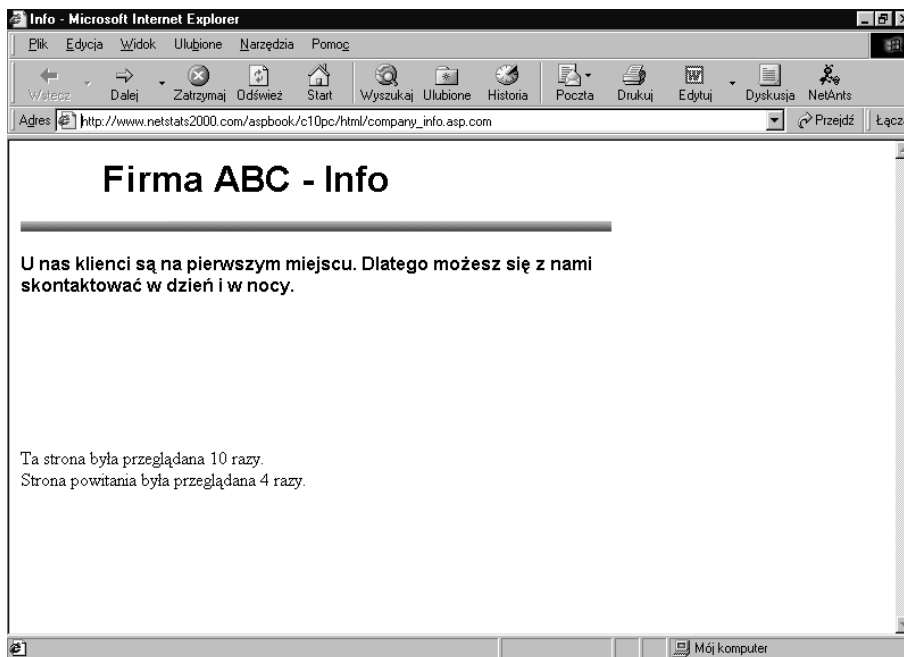 Info - Microsoft Internet Explorer
Plik Edycja Widok Ulubione Narzędzia Pomoc
Wstecz Dalej Zatrzymaj Odśwież Start Wyszukaj Ulubione Historia Poczta Drukuj Edytuj Dyskusja NetAnts
Adres http://www.netstats2000.com/aspbook/c10pc/html/company_info.asp.com Przejdź Łącz
Firma ABC - Info
U nas klienci są na pierwszym miejscu. Dlatego możesz się z nami
skontaktować w dzień i w nocy.
Ta strona była przeglądana 10 razy.
Strona powitania była przeglądana 4 razy.
Mój komputer